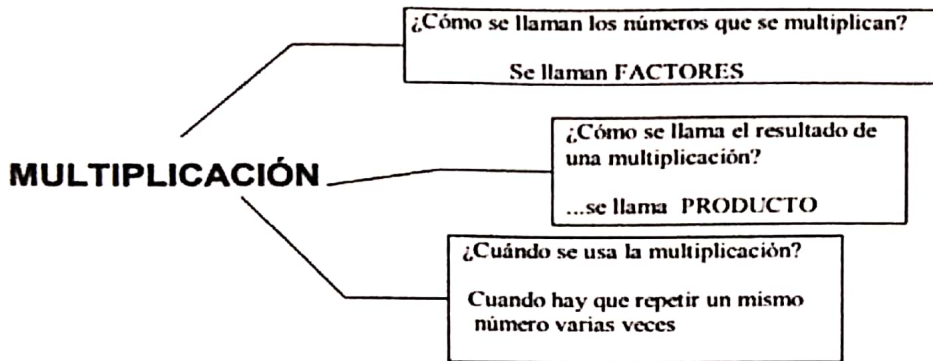 ¿Cómo se llaman los números que se multiplican?
Se llaman FACTORES
MULTIPLICACIÓN
¿Cómo se llama el resultado de
una multiplicación?
...se llama PRODUCTO
¿Cuándo se usa la multiplicación?
Cuando hay que repetir un mismo
número varias veces